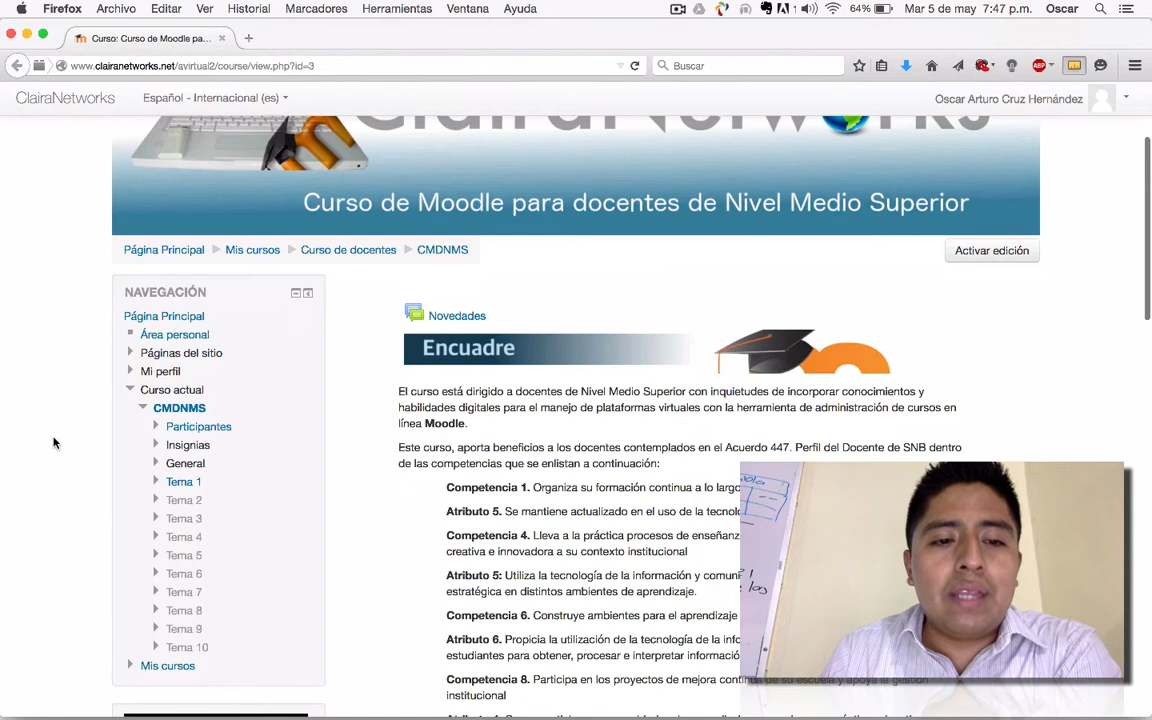 Firefox Archivo Editar Ver Historial Marcadores Herramientas Ventana Ayuda 64% Mar 5 de may 7:47 p.m. Oscar
Curso: Curso de Moodle pa...
www.clairanetworks.net/avirtual2/course/view.php?id=3 Buscar
ClairaNetworks Español - Internacional (es) Oscar Arturo Cruz Hernández
ClairaNetworks
Curso de Moodle para docentes de Nivel Medio Superior
Página Principal Mis cursos Curso de docentes CMDNMS Activar edición
NAVEGACIÓN
Página Principal
Área personal
Páginas del sitio
Mi perfil
Curso actual
CMDNMS
Participantes
Insignias
General
Tema 1
Tema 2
Tema 3
Tema 4
Tema 5
Tema 6
Tema 7
Tema 8
Tema 9
Tema 10
Mis cursos
Novedades
Encuadre
El curso está dirigido a docentes de Nivel Medio Superior con inquietudes de incorporar conocimientos y
habilidades digitales para el manejo de plataformas virtuales con la herramienta de administración de cursos en
línea Moodle.
Este curso, aporta beneficios a los docentes contemplados en el Acuerdo 447. Perfil del Docente de SNB dentro
de las competencias que se enlistan a continuación:
Competencia 1. Organiza su formación continua a lo largo
Atributo 5. Se mantiene actualizado en el uso de la tecnol
Competencia 4. Lleva a la práctica procesos de enseñan
creativa e innovadora a su contexto institucional
Atributo 5: Utiliza la tecnología de la información y comuni
estratégica en distintos ambientes de aprendizaje.
Competencia 6. Construye ambientes para el aprendizaje
Atributo 6. Propicia la utilización de la tecnología de la info
estudiantes para obtener, procesar e interpretar informació
Competencia 8. Participa en los proyectos de mejora continua de su escuela y apoya la gestión
institucional